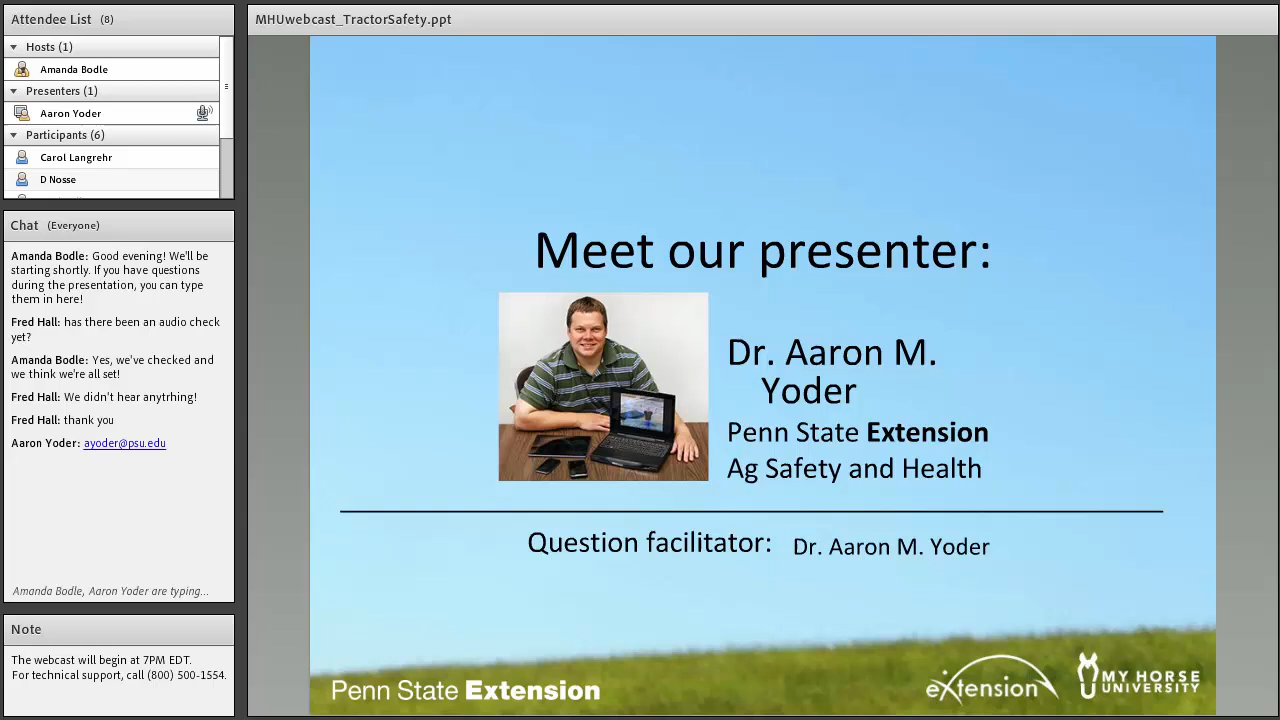 Attendee List (8)
Hosts (1)
Amanda Bodle
Presenters (1)
Aaron Yoder
Participants (6)
Carol Langrehr
D Nosse
Chat (Everyone)
Amanda Bodle: Good evening! We'll be
starting shortly. If you have questions
during the presentation, you can type
them in here!
Fred Hall: has there been an audio check
yet?
Amanda Bodle: Yes, we've checked and
we think we're all set!
Fred Hall: We didn't hear anytrhing!
Fred Hall: thank you
Aaron Yoder: ayoder@psu.edu
Amanda Bodle, Aaron Yoder are typing...
Note
The webcast will begin at 7PM EDT.
For technical support, call (800) 500-1554.
MHUwebcast_TractorSafety.ppt
Meet our presenter:
Dr. Aaron M.
Yoder
Penn State Extension
Ag Safety and Health
Question facilitator: Dr. Aaron M. Yoder
Penn State Extension
eXtension
MY HORSE
UNIVERSITY